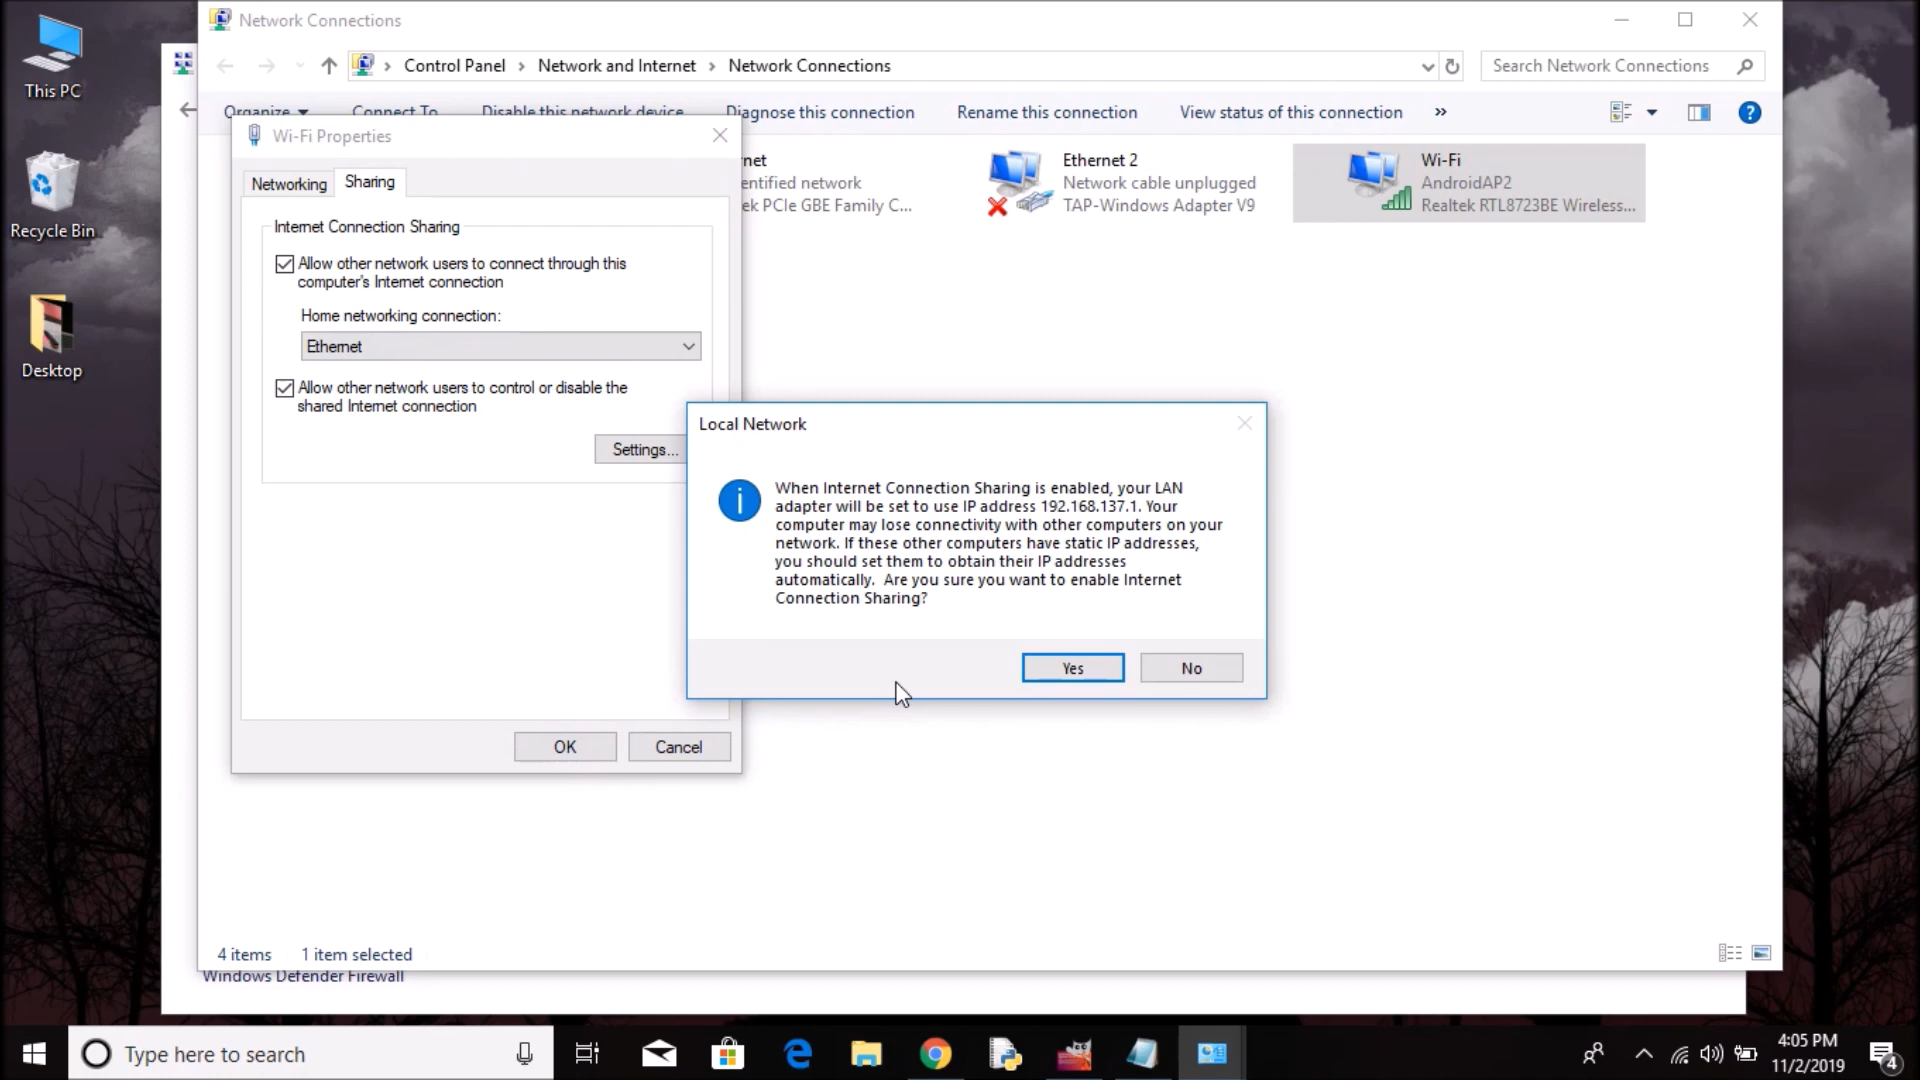 This PC
Recycle Bin
Desktop
Network Connections
Control Panel > Network and Internet > Network Connections
Search Network Connections
Organize
Connect To
Disable this network device
Diagnose this connection
Rename this connection
View status of this connection
»
Wi-Fi Properties
Networking
Sharing
Internet Connection Sharing
Allow other network users to connect through this
computer's Internet connection
Home networking connection:
Ethernet
Allow other network users to control or disable the
shared Internet connection
Settings...
OK
Cancel
rnet
entified network
ek PCIe GBE Family C...
Ethernet 2
Network cable unplugged
TAP-Windows Adapter V9
Wi-Fi
AndroidAP2
Realtek RTL8723BE Wireless...
Local Network
When Internet Connection Sharing is enabled, your LAN
adapter will be set to use IP address 192.168.137.1. Your
computer may lose connectivity with other computers on your
network. If these other computers have static IP addresses,
you should set them to obtain their IP addresses
automatically. Are you sure you want to enable Internet
Connection Sharing?
Yes
No
4 items
1 item selected
Windows Defender Firewall
Type here to search
4:05 PM
11/2/2019
4